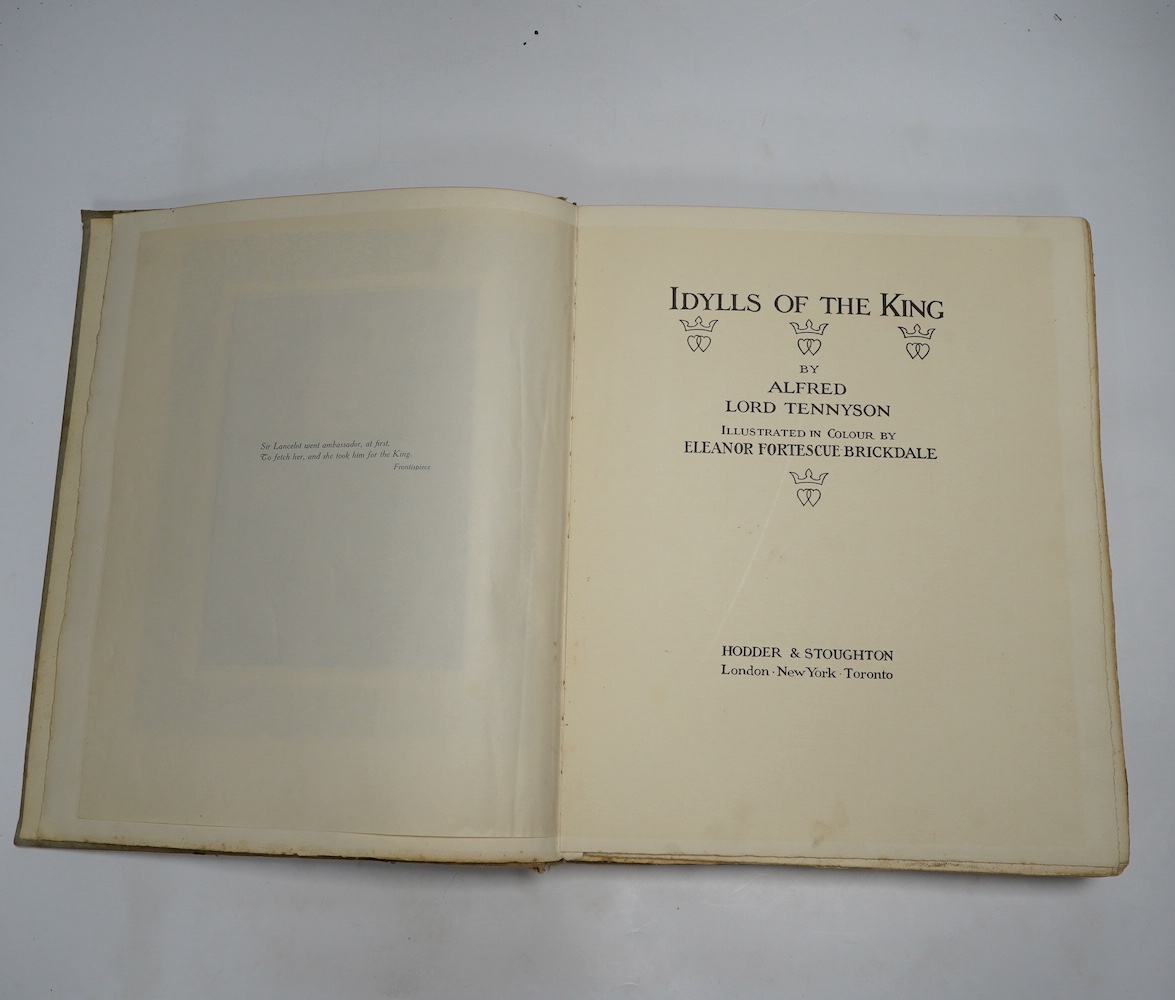 Sir Lancelot went ambassador, at first,
To fetch her, and she took him for the King.
Frontispiece
IDYLLS OF THE KING
BY
ALFRED
LORD TENNYSON
ILLUSTRATED IN COLOUR BY
ELEANOR FORTESCUE-BRICKDALE
HODDER & STOUGHTON
London · New York · Toronto